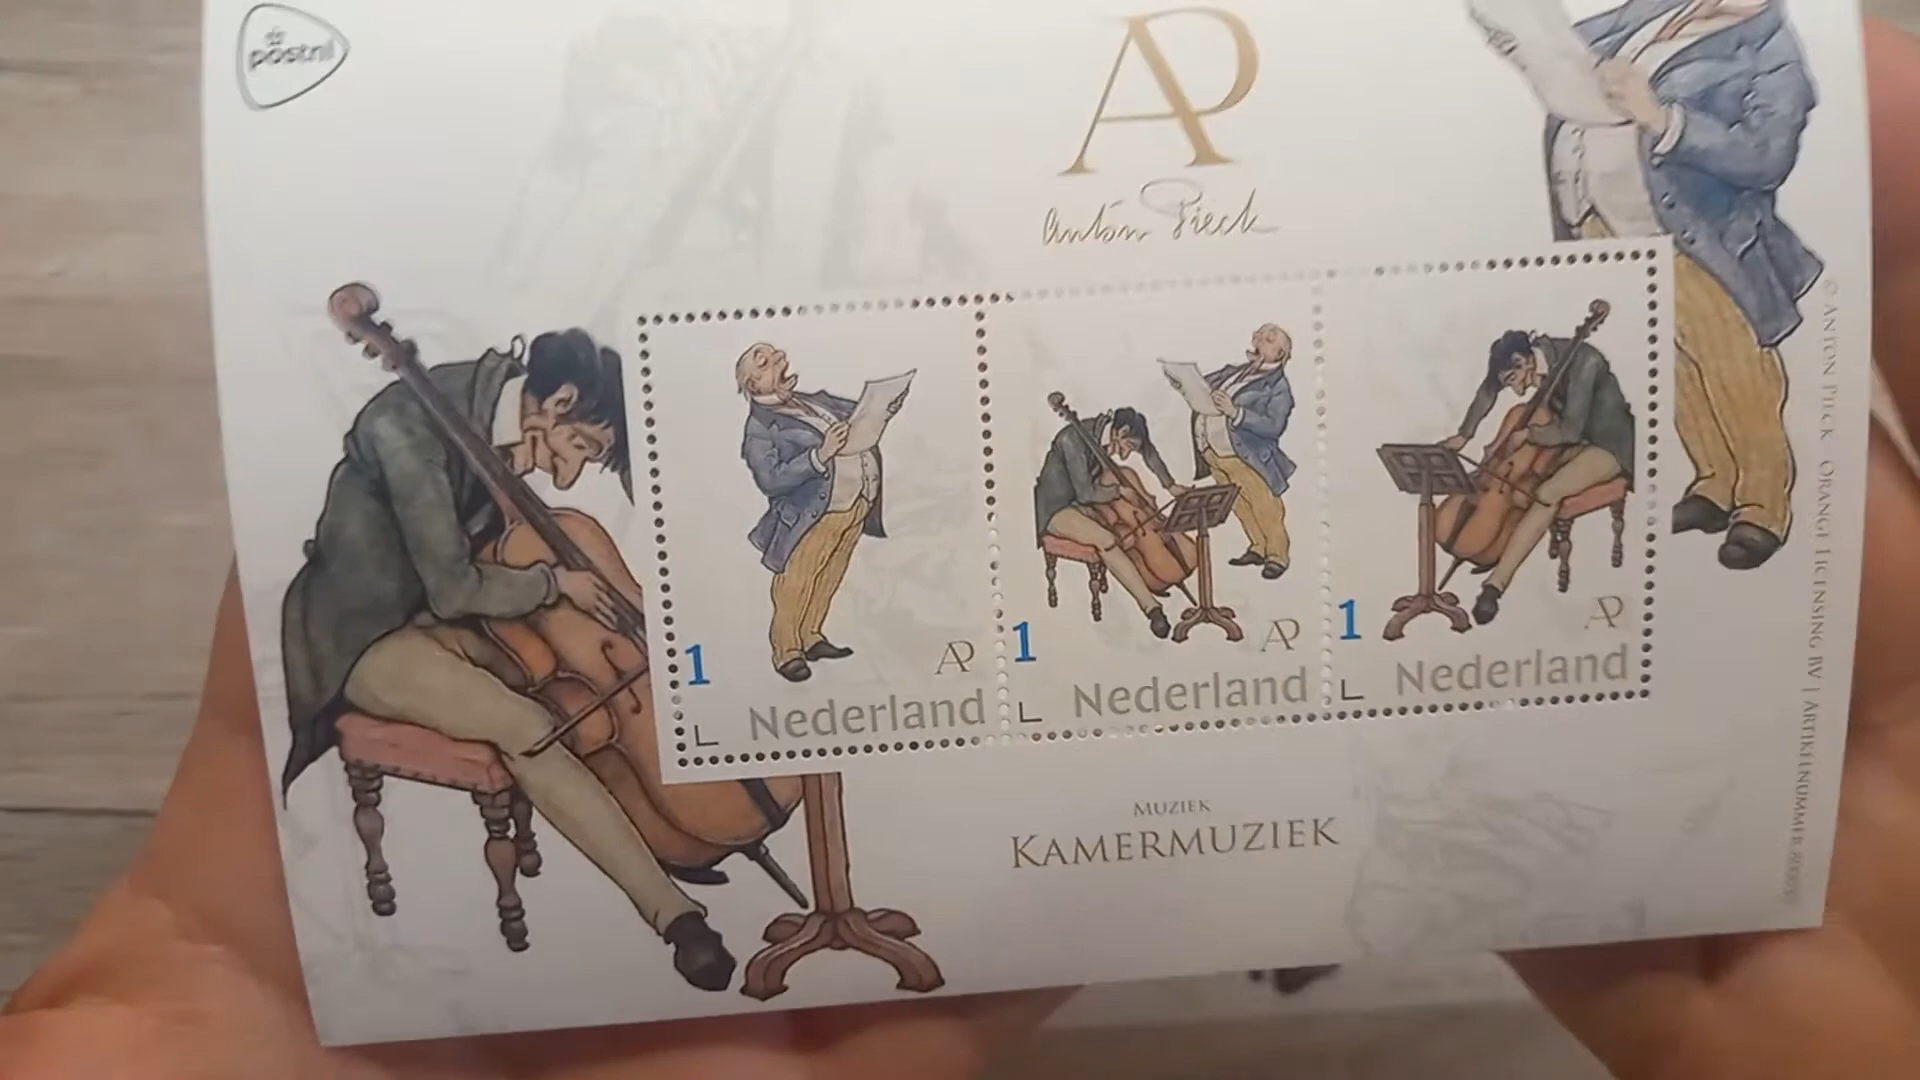 postnl
AP
Anton Pieck
1
AP
Nederland
1
AP
Nederland
1
AP
Nederland
MUZIEK
KAMERMUZIEK
© ANTON PIECK ORANGE LICENSING BV | ARTIKELNUMMER